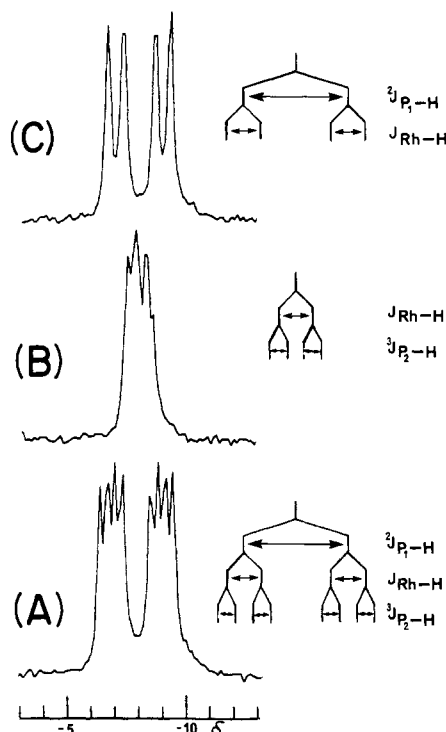 (C)
²J P₁–H
J Rh–H
(B)
J Rh–H
³J P₂–H
(A)
²J P₁–H
J Rh–H
³J P₂–H
-5 -10 δ